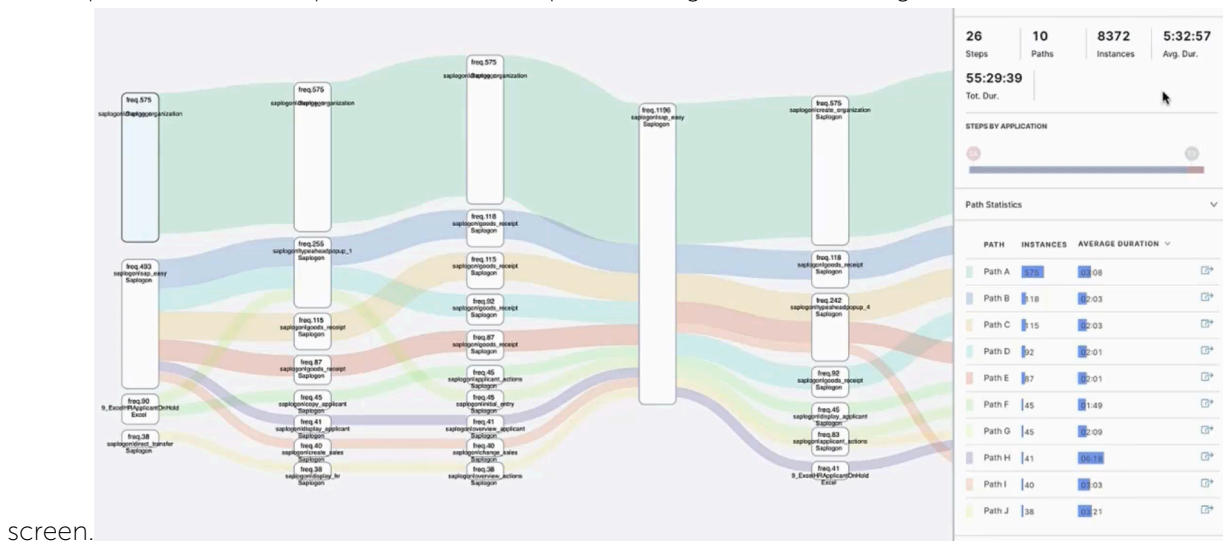 freq.575
freq.493
saplogon|sap_easy
Saplogon
freq.90
9_ExcelHRApplicantOnHold
Excel
freq.38
saplogon|direct_transfer
Saplogon
freq.575
freq.255
saplogon|typeaheadpopup_1
Saplogon
freq.115
saplogon|goods_receipt
Saplogon
freq.87
saplogon|goods_receipt
Saplogon
freq.45
saplogon|copy_applicant
Saplogon
freq.41
saplogon|display_applicant
Saplogon
freq.40
saplogon|create_sales
Saplogon
freq.38
saplogon|display_hr
Saplogon
freq.575
freq.118
saplogon|goods_receipt
Saplogon
freq.115
saplogon|goods_receipt
Saplogon
freq.92
saplogon|goods_receipt
Saplogon
freq.87
saplogon|goods_receipt
Saplogon
freq.45
saplogon|applicant_actions
Saplogon
freq.45
saplogon|initial_entry
Saplogon
freq.41
saplogon|overview_applicant
Saplogon
freq.40
saplogon|change_sales
Saplogon
freq.38
saplogon|overview_actions
Saplogon
freq.1196
saplogon|sap_easy
Saplogon
freq.575
saplogon|create_organization
Saplogon
freq.118
saplogon|goods_receipt
Saplogon
freq.242
saplogon|typeaheadpopup_4
Saplogon
freq.92
saplogon|goods_receipt
Saplogon
freq.45
saplogon|display_applicant
Saplogon
freq.83
saplogon|applicant_actions
Saplogon
freq.41
9_ExcelHRApplicantOnHold
Excel
26 10 8372 5:32:57
Steps Paths Instances Avg. Dur.
55:29:39
Tot. Dur.
STEPS BY APPLICATION
Path Statistics
PATH INSTANCES AVERAGE DURATION
Path A 575 03:08
Path B 118 02:03
Path C 115 02:03
Path D 92 02:01
Path E 87 02:01
Path F 45 01:49
Path G 45 02:09
Path H 41 06:18
Path I 40 03:03
Path J 38 03:21
screen.